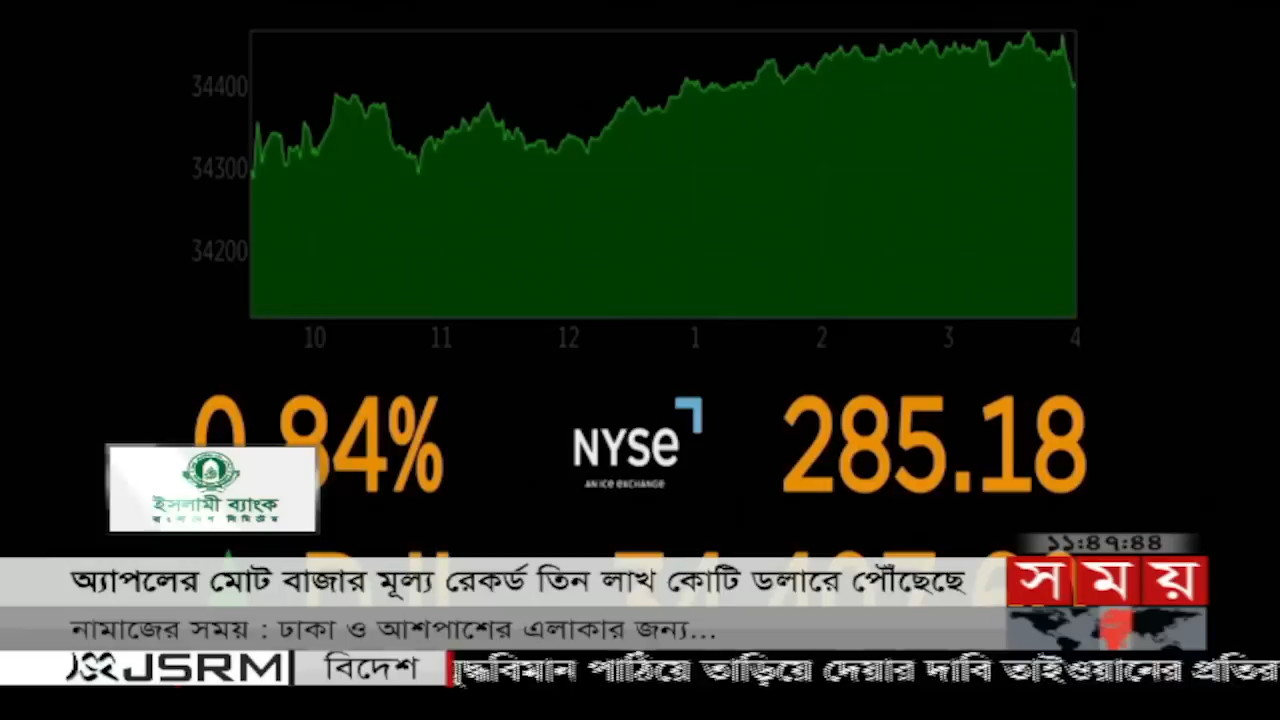 34400
34300
34200
10 11 12 1 2 3 4
0.84%
NYSE
AN ICE EXCHANGE
285.18
ইসলামী ব্যাংক
বাংলাদেশ লিমিটেড
১১:৪৭:৪৪
অ্যাপলের মোট বাজার মূল্য রেকর্ড তিন লাখ কোটি ডলারে পৌঁছেছে
সময়
নামাজের সময় : ঢাকা ও আশপাশের এলাকার জন্য...
JSRM
বিদেশ
যুদ্ধবিমান পাঠিয়ে তাড়িয়ে দেয়ার দাবি তাইওয়ানের প্রতির